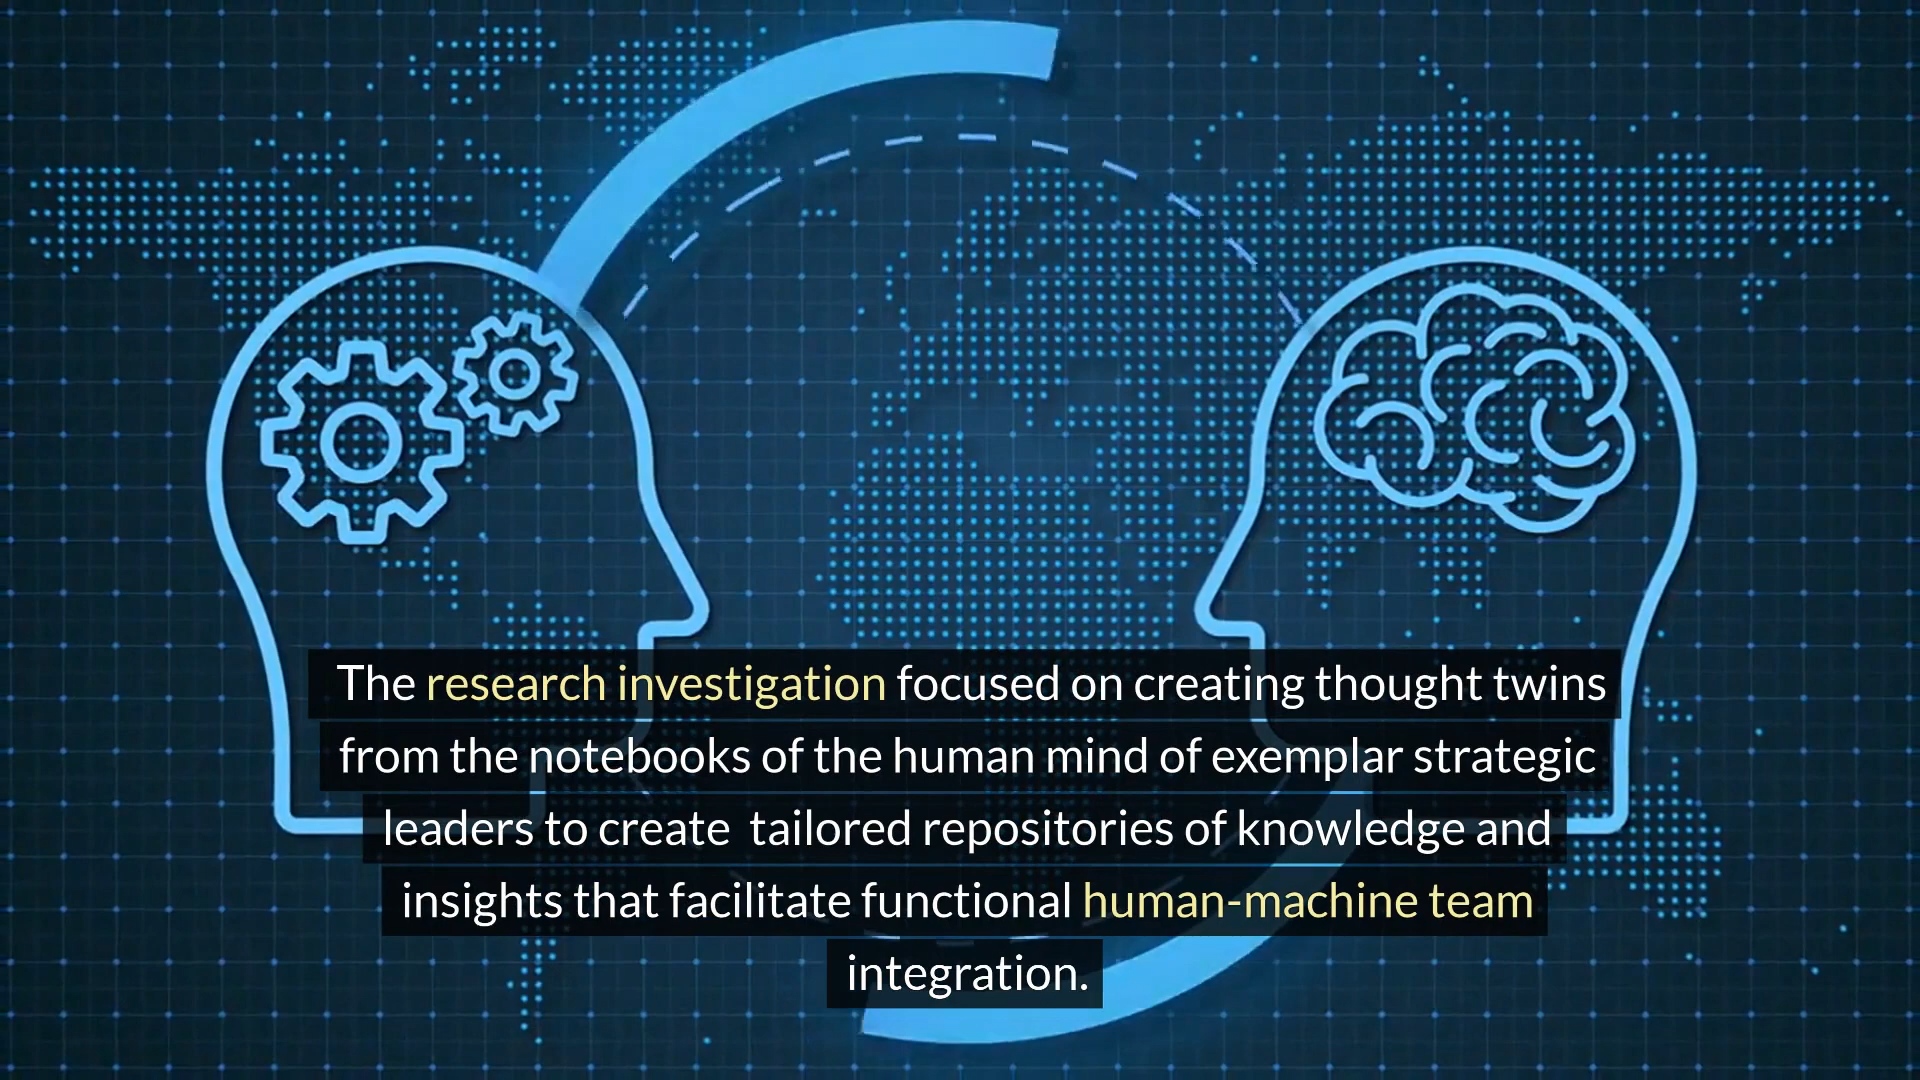 The research investigation focused on creating thought twins
from the notebooks of the human mind of exemplar strategic
leaders to create  tailored repositories of knowledge and
insights that facilitate functional human-machine team
integration.